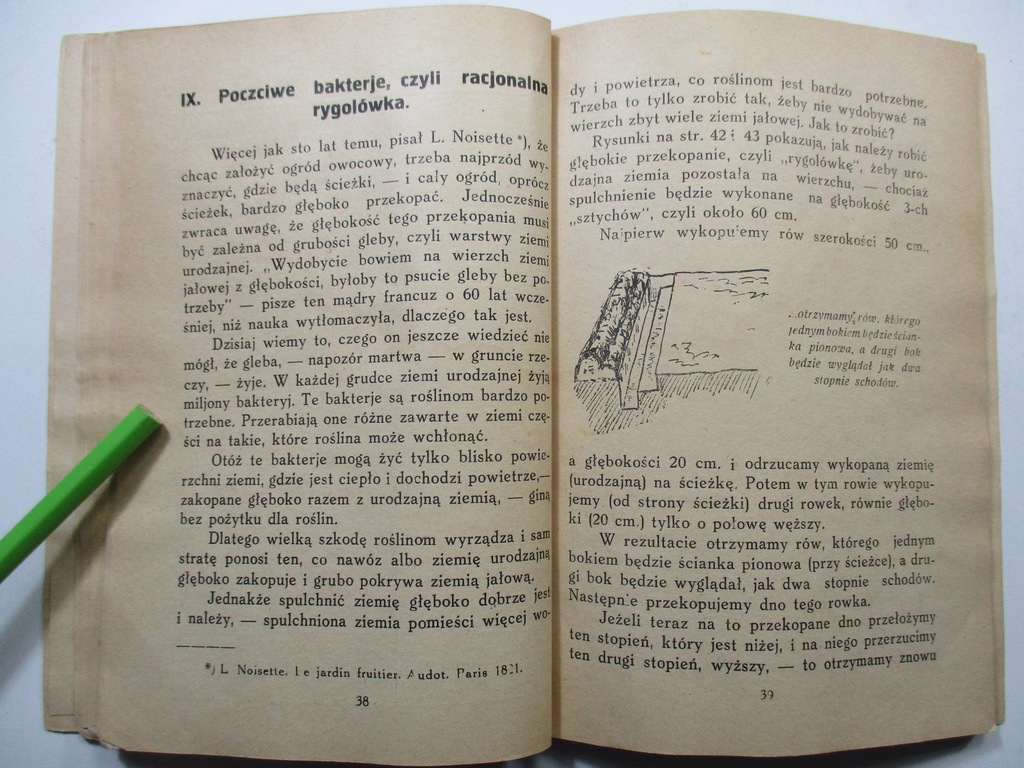 IX. Poczciwe bakterje, czyli racjonalna
rygolówka.
Więcej jak sto lat temu, pisał L. Noisette *), że
chcąc założyć ogród owocowy, trzeba najprzód wy-
znaczyć, gdzie będą ścieżki, — i cały ogród, oprócz
ścieżek, bardzo głęboko przekopać. Jednocześnie
zwraca uwagę, że głębokość tego przekopania musi
być zależna od grubości gleby, czyli warstwy ziemi
urodzajnej. „Wydobycie bowiem na wierzch ziemi
jałowej z głębokości, byłoby to psucie gleby bez po-
trzeby" — pisze ten mądry francuz o 60 lat wcze-
śniej, niż nauka wytłomaczyła, dlaczego tak jest.
Dzisiaj wiemy to, czego on jeszcze wiedzieć nie
mógł, że gleba, — napozór martwa — w gruncie rze-
czy, — żyje. W każdej grudce ziemi urodzajnej żyją
miljony bakteryj. Te bakterje są roślinom bardzo po-
trzebne. Przerabiają one różne zawarte w ziemi czę-
ści na takie, które roślina może wchłonąć.
Otóż te bakterje mogą żyć tylko blisko powie-
rzchni ziemi, gdzie jest ciepło i dochodzi powietrze,—
zakopane głęboko razem z urodzajną ziemią, — giną
bez pożytku dla roślin.
Dlatego wielką szkodę roślinom wyrządza i sam
stratę ponosi ten, co nawóz albo ziemię urodzajną
głęboko zakopuje i grubo pokrywa ziemią jałową.
Jednakże spulchnić ziemię głęboko dobrze jest
i należy, — spulchniona ziemia pomieści więcej wo-
*) L. Noisette. Le jardin fruitier. Audot. Paris
38
dy i powietrza, co roślinom jest bardzo potrzebne.
Trzeba to tylko zrobić tak, żeby nie wydobywać na
wierzch zbyt wiele ziemi jałowej. Jak to zrobić?
Rysunki na str. 42 i 43 pokazują, jak należy robić
głębokie przekopanie, czyli „rygolówkę", żeby uro-
dzajna ziemia pozostała na wierzchu, — chociaż
spulchnienie będzie wykonane na głębokość 3-ch
„sztychów", czyli około 60 cm.
Najpierw wykopujemy rów szerokości 50 cm.,
...otrzymamy rów, którego
jednym bokiem będzie ścian-
ka pionowa, a drugi bok
będzie wyglądał jak dwa
stopnie schodów.
a głębokości 20 cm. i odrzucamy wykopaną ziemię
(urodzajną) na ścieżkę. Potem w tym rowie wykopu-
jemy (od strony ścieżki) drugi rowek, równie głębo-
ki (20 cm.) tylko o połowę węższy.
W rezultacie otrzymamy rów, którego jednym
bokiem będzie ścianka pionowa (przy ścieżce), a dru-
gi bok będzie wyglądał, jak dwa stopnie schodów.
Następnie przekopujemy dno tego rowka.
Jeżeli teraz na to przekopane dno przełożymy
ten stopień, który jest niżej, i na niego przerzucimy
ten drugi stopień, wyższy, — to otrzymamy znowu
39